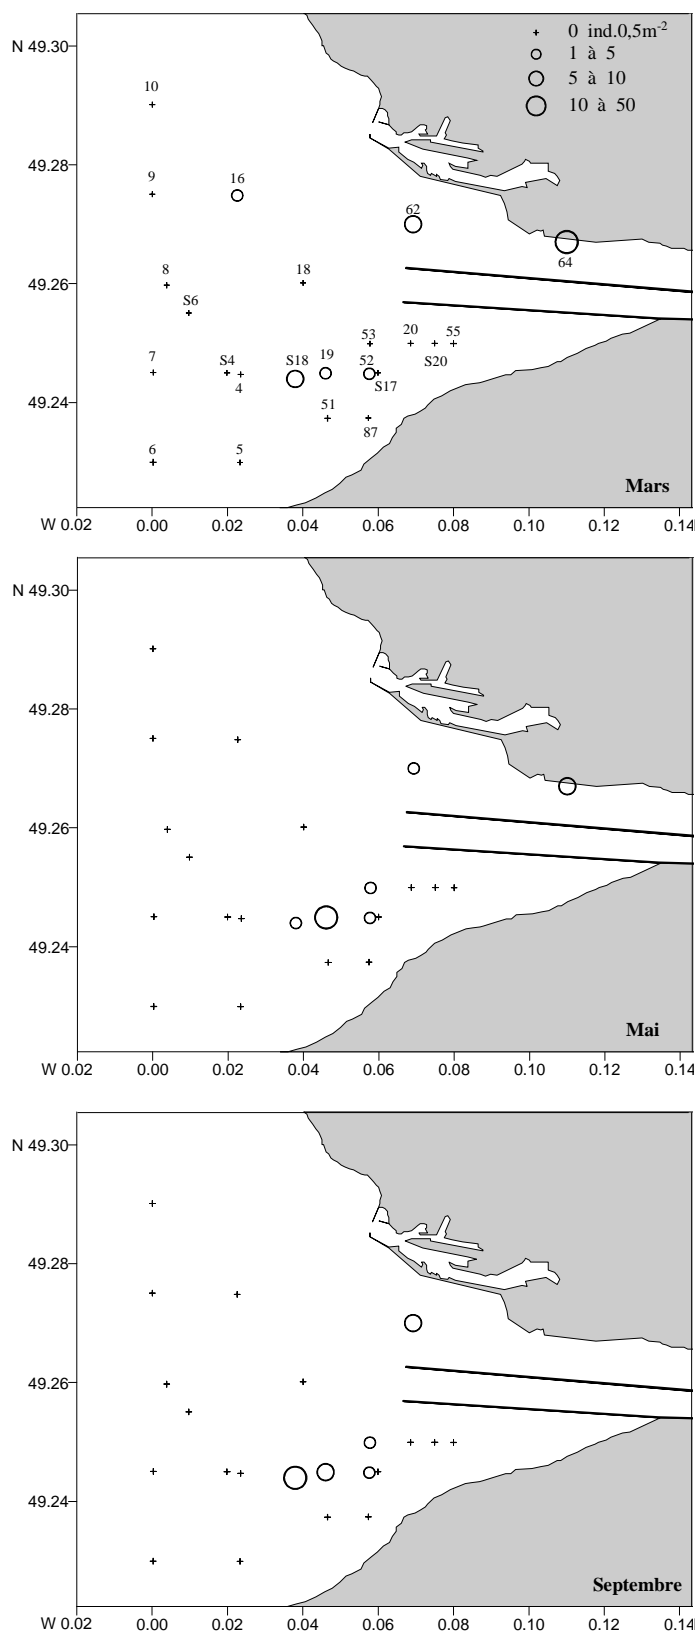 N 49.30
+ 0 ind.0,5m⁻²
1 à 5
5 à 10
10 à 50
10
49.28
9
16
62
64
49.26
8
18
S6
53
20
55
7
S4
S18
19
52
S20
4
S17
49.24
51
87
6
5
Mars
W 0.02
0.00
0.02
0.04
0.06
0.08
0.10
0.12
0.14
N 49.30
49.28
49.26
49.24
Mai
W 0.02
0.00
0.02
0.04
0.06
0.08
0.10
0.12
0.14
N 49.30
49.28
49.26
49.24
Septembre
W 0.02
0.00
0.02
0.04
0.06
0.08
0.10
0.12
0.14